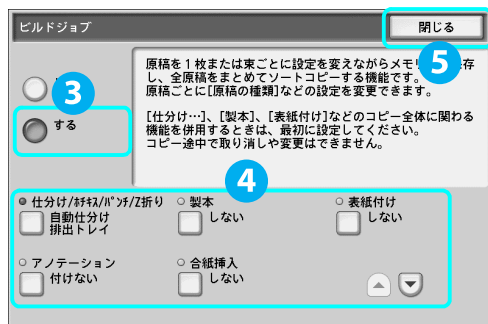 ビルドジョブ
閉じる
5
原稿を1枚または束ごとに設定を変えながらメモリ 存
し、全原稿をまとめてソートコピーする機能です。
原稿ごとに[原稿の種類]などの設定を変更できます。
3
する
[仕分け…]、[製本]、[表紙付け]などのコピー全体に関わる
機能を併用するときは、最初に設定してください。
コピー途中で取り消しや変更はできません。
4
仕分け/ホチキス/パンチ/Z折り
自動仕分け
排出トレイ
製本
しない
表紙付け
しない
アノテーション
付けない
合紙挿入
しない